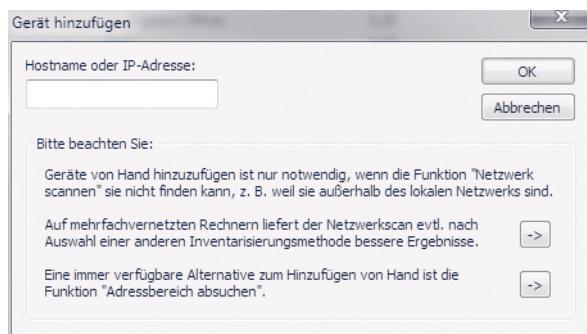 Gerät hinzufügen
Hostname oder IP-Adresse:
OK
Abbrechen
Bitte beachten Sie:
Geräte von Hand hinzuzufügen ist nur notwendig, wenn die Funktion "Netzwerk
scannen" sie nicht finden kann, z. B. weil sie außerhalb des lokalen Netzwerks sind.
Auf mehrfachvernetzten Rechnern liefert der Netzwerkscan evtl. nach
Auswahl einer anderen Inventarisierungsmethode bessere Ergebnisse.
->
Eine immer verfügbare Alternative zum Hinzufügen von Hand ist die
Funktion "Adressbereich absuchen".
->